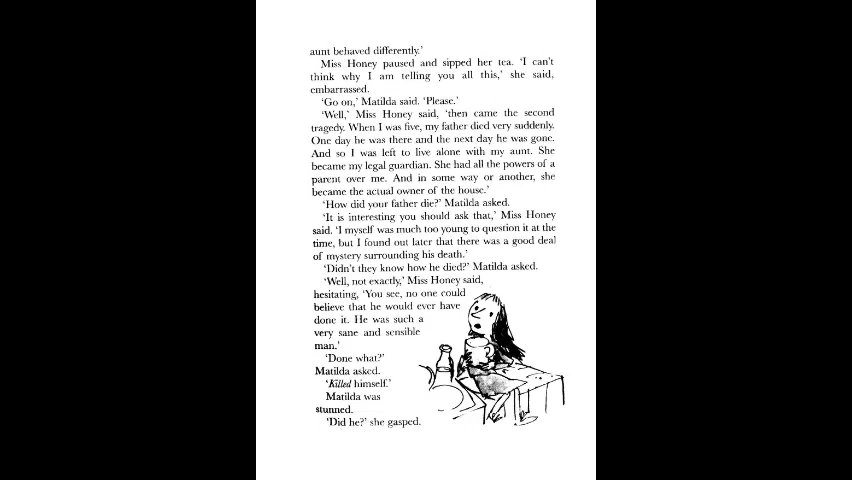 aunt behaved differently.'
Miss Honey paused and sipped her tea. 'I can't
think why I am telling you all this,' she said,
embarrassed.
'Go on,' Matilda said. 'Please.'
'Well,' Miss Honey said, 'then came the second
tragedy. When I was five, my father died very suddenly.
One day he was there and the next day he was gone.
And so I was left to live alone with my aunt. She
became my legal guardian. She had all the powers of a
parent over me. And in some way or another, she
became the actual owner of the house.'
'How did your father die?' Matilda asked.
'It is interesting you should ask that,' Miss Honey
said. 'I myself was much too young to question it at the
time, but I found out later that there was a good deal
of mystery surrounding his death.'
'Didn't they know how he died?' Matilda asked.
'Well, not exactly,' Miss Honey said,
hesitating, 'You see, no one could
believe that he would ever have
done it. He was such a
very sane and sensible
man.'
'Done what?'
Matilda asked.
'Killed himself.'
Matilda was
stunned.
'Did he?' she gasped.